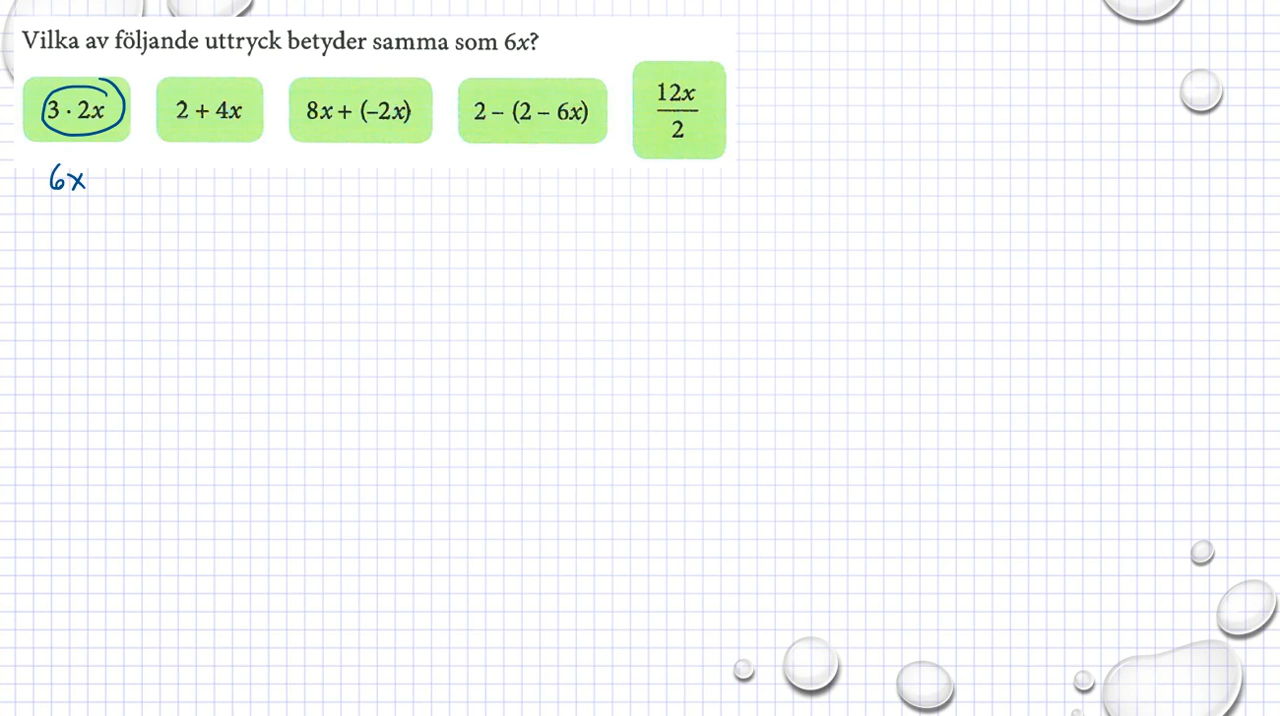 Vilka av följande uttryck betyder samma som 6x?
3 · 2x 2 + 4x 8x + (–2x) 2 – (2 – 6x) 12x/2
6x